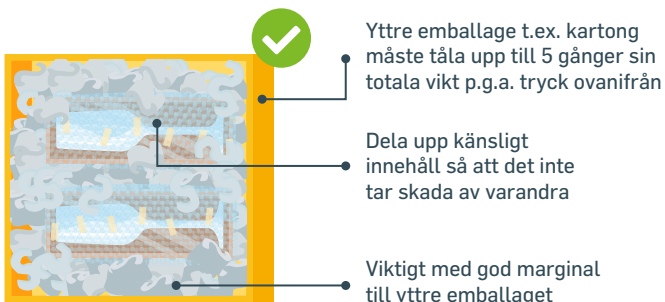 Yttre emballage t.ex. kartong
måste tåla upp till 5 gånger sin
totala vikt p.g.a. tryck ovanifrån
Dela upp känsligt
innehåll så att det inte
tar skada av varandra
Viktigt med god marginal
till yttre emballaget